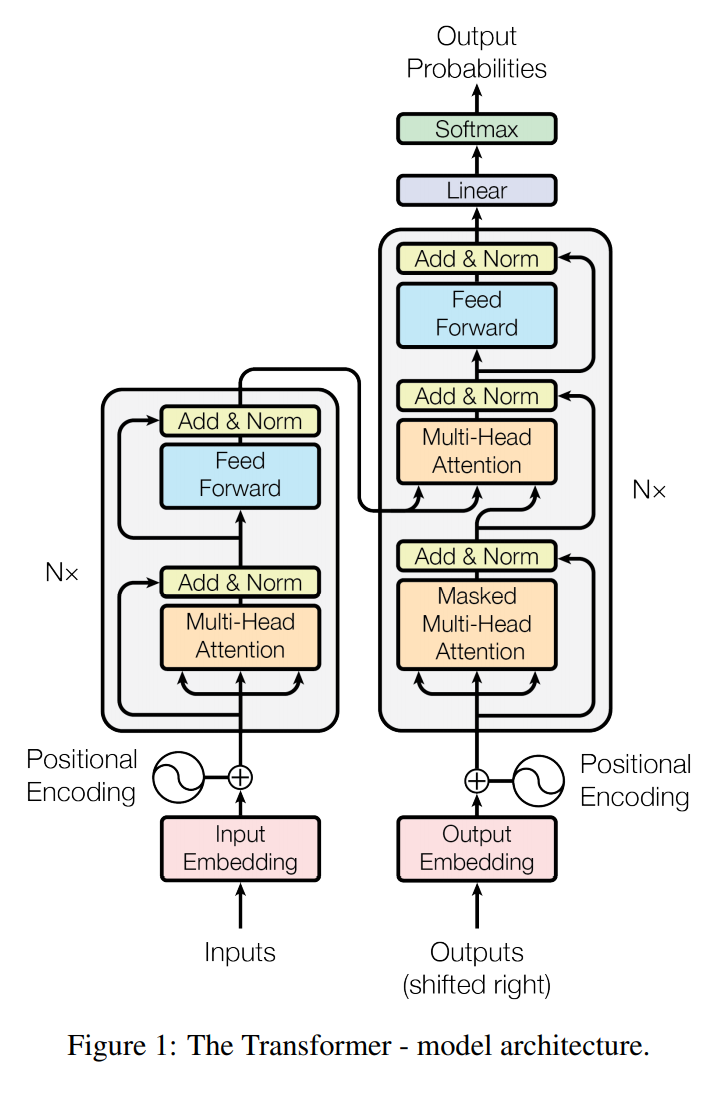 Output
Probabilities
Softmax
Linear
Add & Norm
Feed
Forward
Add & Norm
Multi-Head
Attention
Nx
Add & Norm
Masked
Multi-Head
Attention
Positional
Encoding
Output
Embedding
Outputs
(shifted right)
Add & Norm
Feed
Forward
Nx
Add & Norm
Multi-Head
Attention
Positional
Encoding
Input
Embedding
Inputs
Figure 1: The Transformer - model architecture.